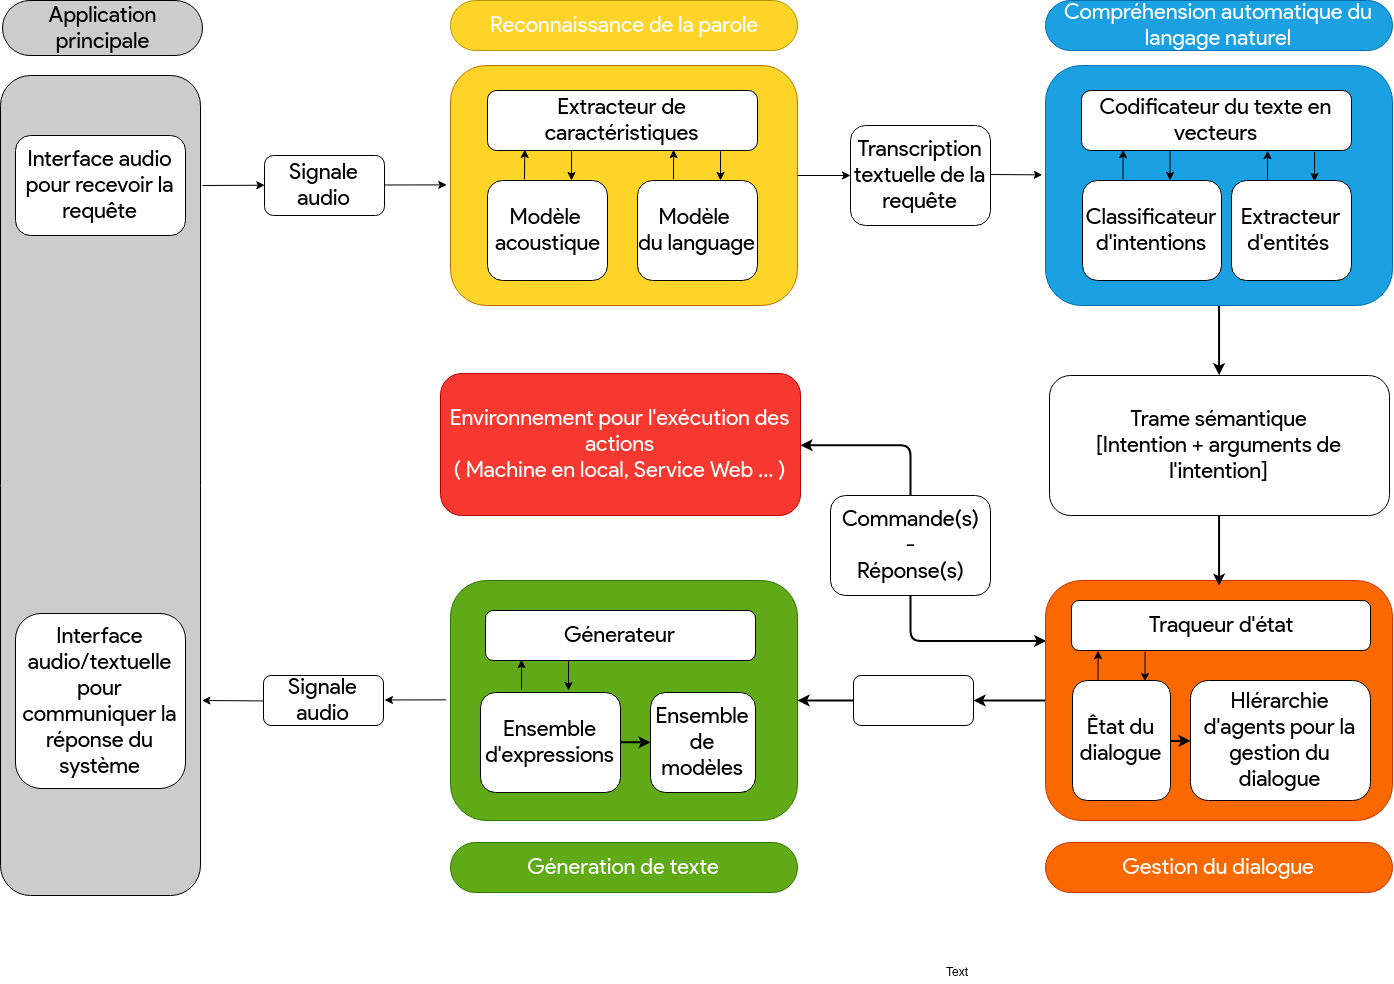 Application
principale
Reconnaissance de la parole
Compréhension automatique du
langage naturel
Interface audio
pour recevoir la
requête
Signale
audio
Extracteur de
caractéristiques
Modèle
acoustique
Modèle
du language
Transcription
textuelle de la
requête
Codificateur du texte en
vecteurs
Classificateur
d'intentions
Extracteur
d'entités
Environnement pour l'exécution des
actions
( Machine en local, Service Web ... )
Trame sémantique
[Intention + arguments de
l'intention]
Commande(s)
-
Réponse(s)
Interface
audio/textuelle
pour
communiquer la
réponse du
système
Signale
audio
Génerateur
Ensemble
d'expressions
Ensemble
de
modèles
Traqueur d'état
Êtat du
dialogue
HIérarchie
d'agents pour la
gestion du
dialogue
Géneration de texte
Gestion du dialogue
Text